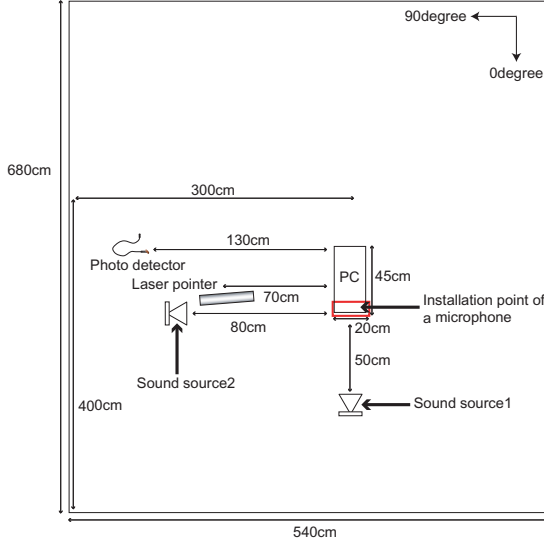 90degree
0degree
680cm
300cm
130cm
Photo detector
PC
45cm
Laser pointer
70cm
Installation point of
a microphone
80cm
20cm
50cm
Sound source2
400cm
Sound source1
540cm